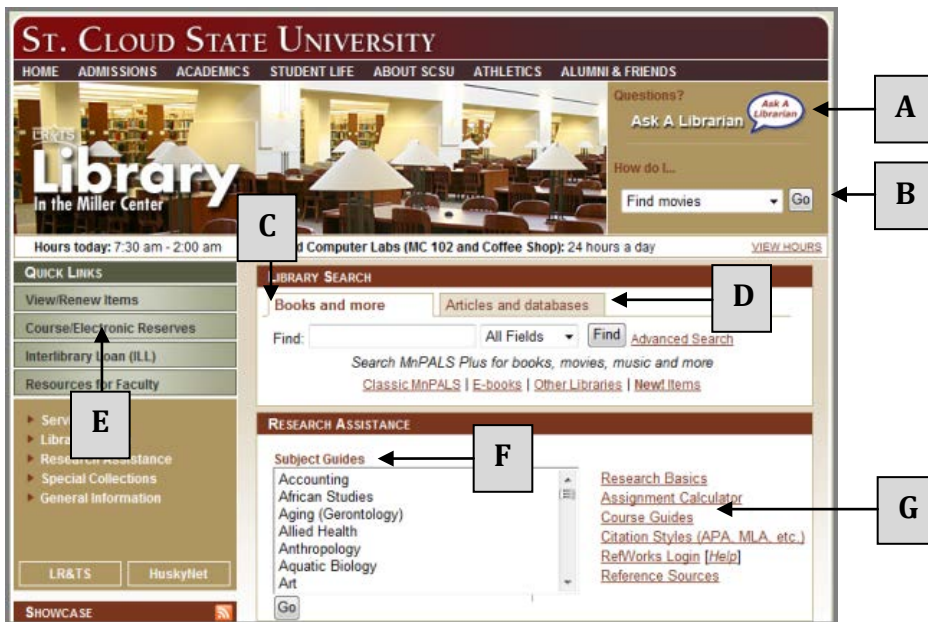 ST. CLOUD STATE UNIVERSITY
HOME ADMISSIONS ACADEMICS STUDENT LIFE ABOUT SCSU ATHLETICS ALUMNI & FRIENDS
LR&TS
Library
In the Miller Center
Questions?
Ask A Librarian
Ask A Librarian
A
How do I...
Find movies Go
B
C
Hours today: 7:30 am - 2:00 am
d Computer Labs (MC 102 and Coffee Shop): 24 hours a day
VIEW HOURS
QUICK LINKS
View/Renew Items
Course/Electronic Reserves
Interlibrary Loan (ILL)
Resources for Faculty
E
Serv
Libra
Research Assistance
Special Collections
General Information
LR&TS HuskyNet
SHOWCASE
LIBRARY SEARCH
Books and more Articles and databases
D
Find: All Fields Find Advanced Search
Search MnPALS Plus for books, movies, music and more
Classic MnPALS | E-books | Other Libraries | New! Items
RESEARCH ASSISTANCE
Subject Guides
F
Accounting
African Studies
Aging (Gerontology)
Allied Health
Anthropology
Aquatic Biology
Art
Go
Research Basics
Assignment Calculator
Course Guides
Citation Styles (APA, MLA, etc.)
RefWorks Login [Help]
Reference Sources
G